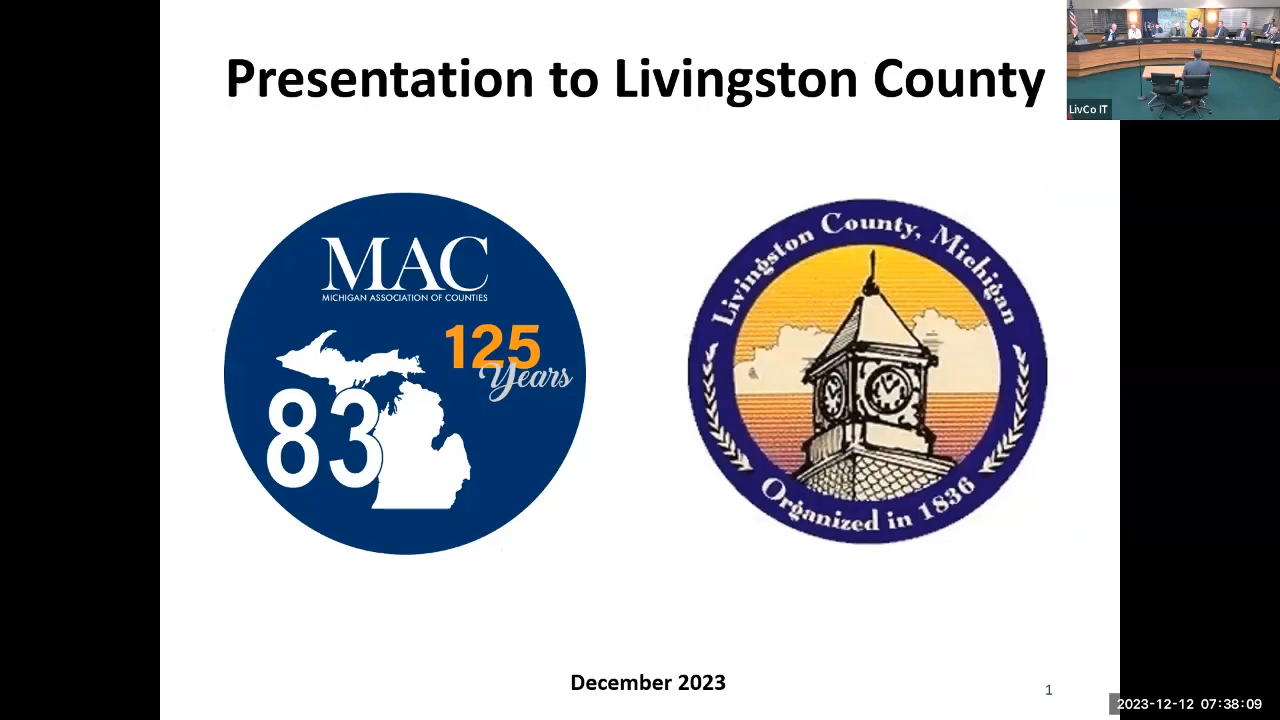 Presentation to Livingston County
LivCo IT
MAC
MICHIGAN ASSOCIATION OF COUNTIES
125
Years
83
Livingston County, Michigan
Organized in 1836
December 2023
1
2023-12-12 07:38:09